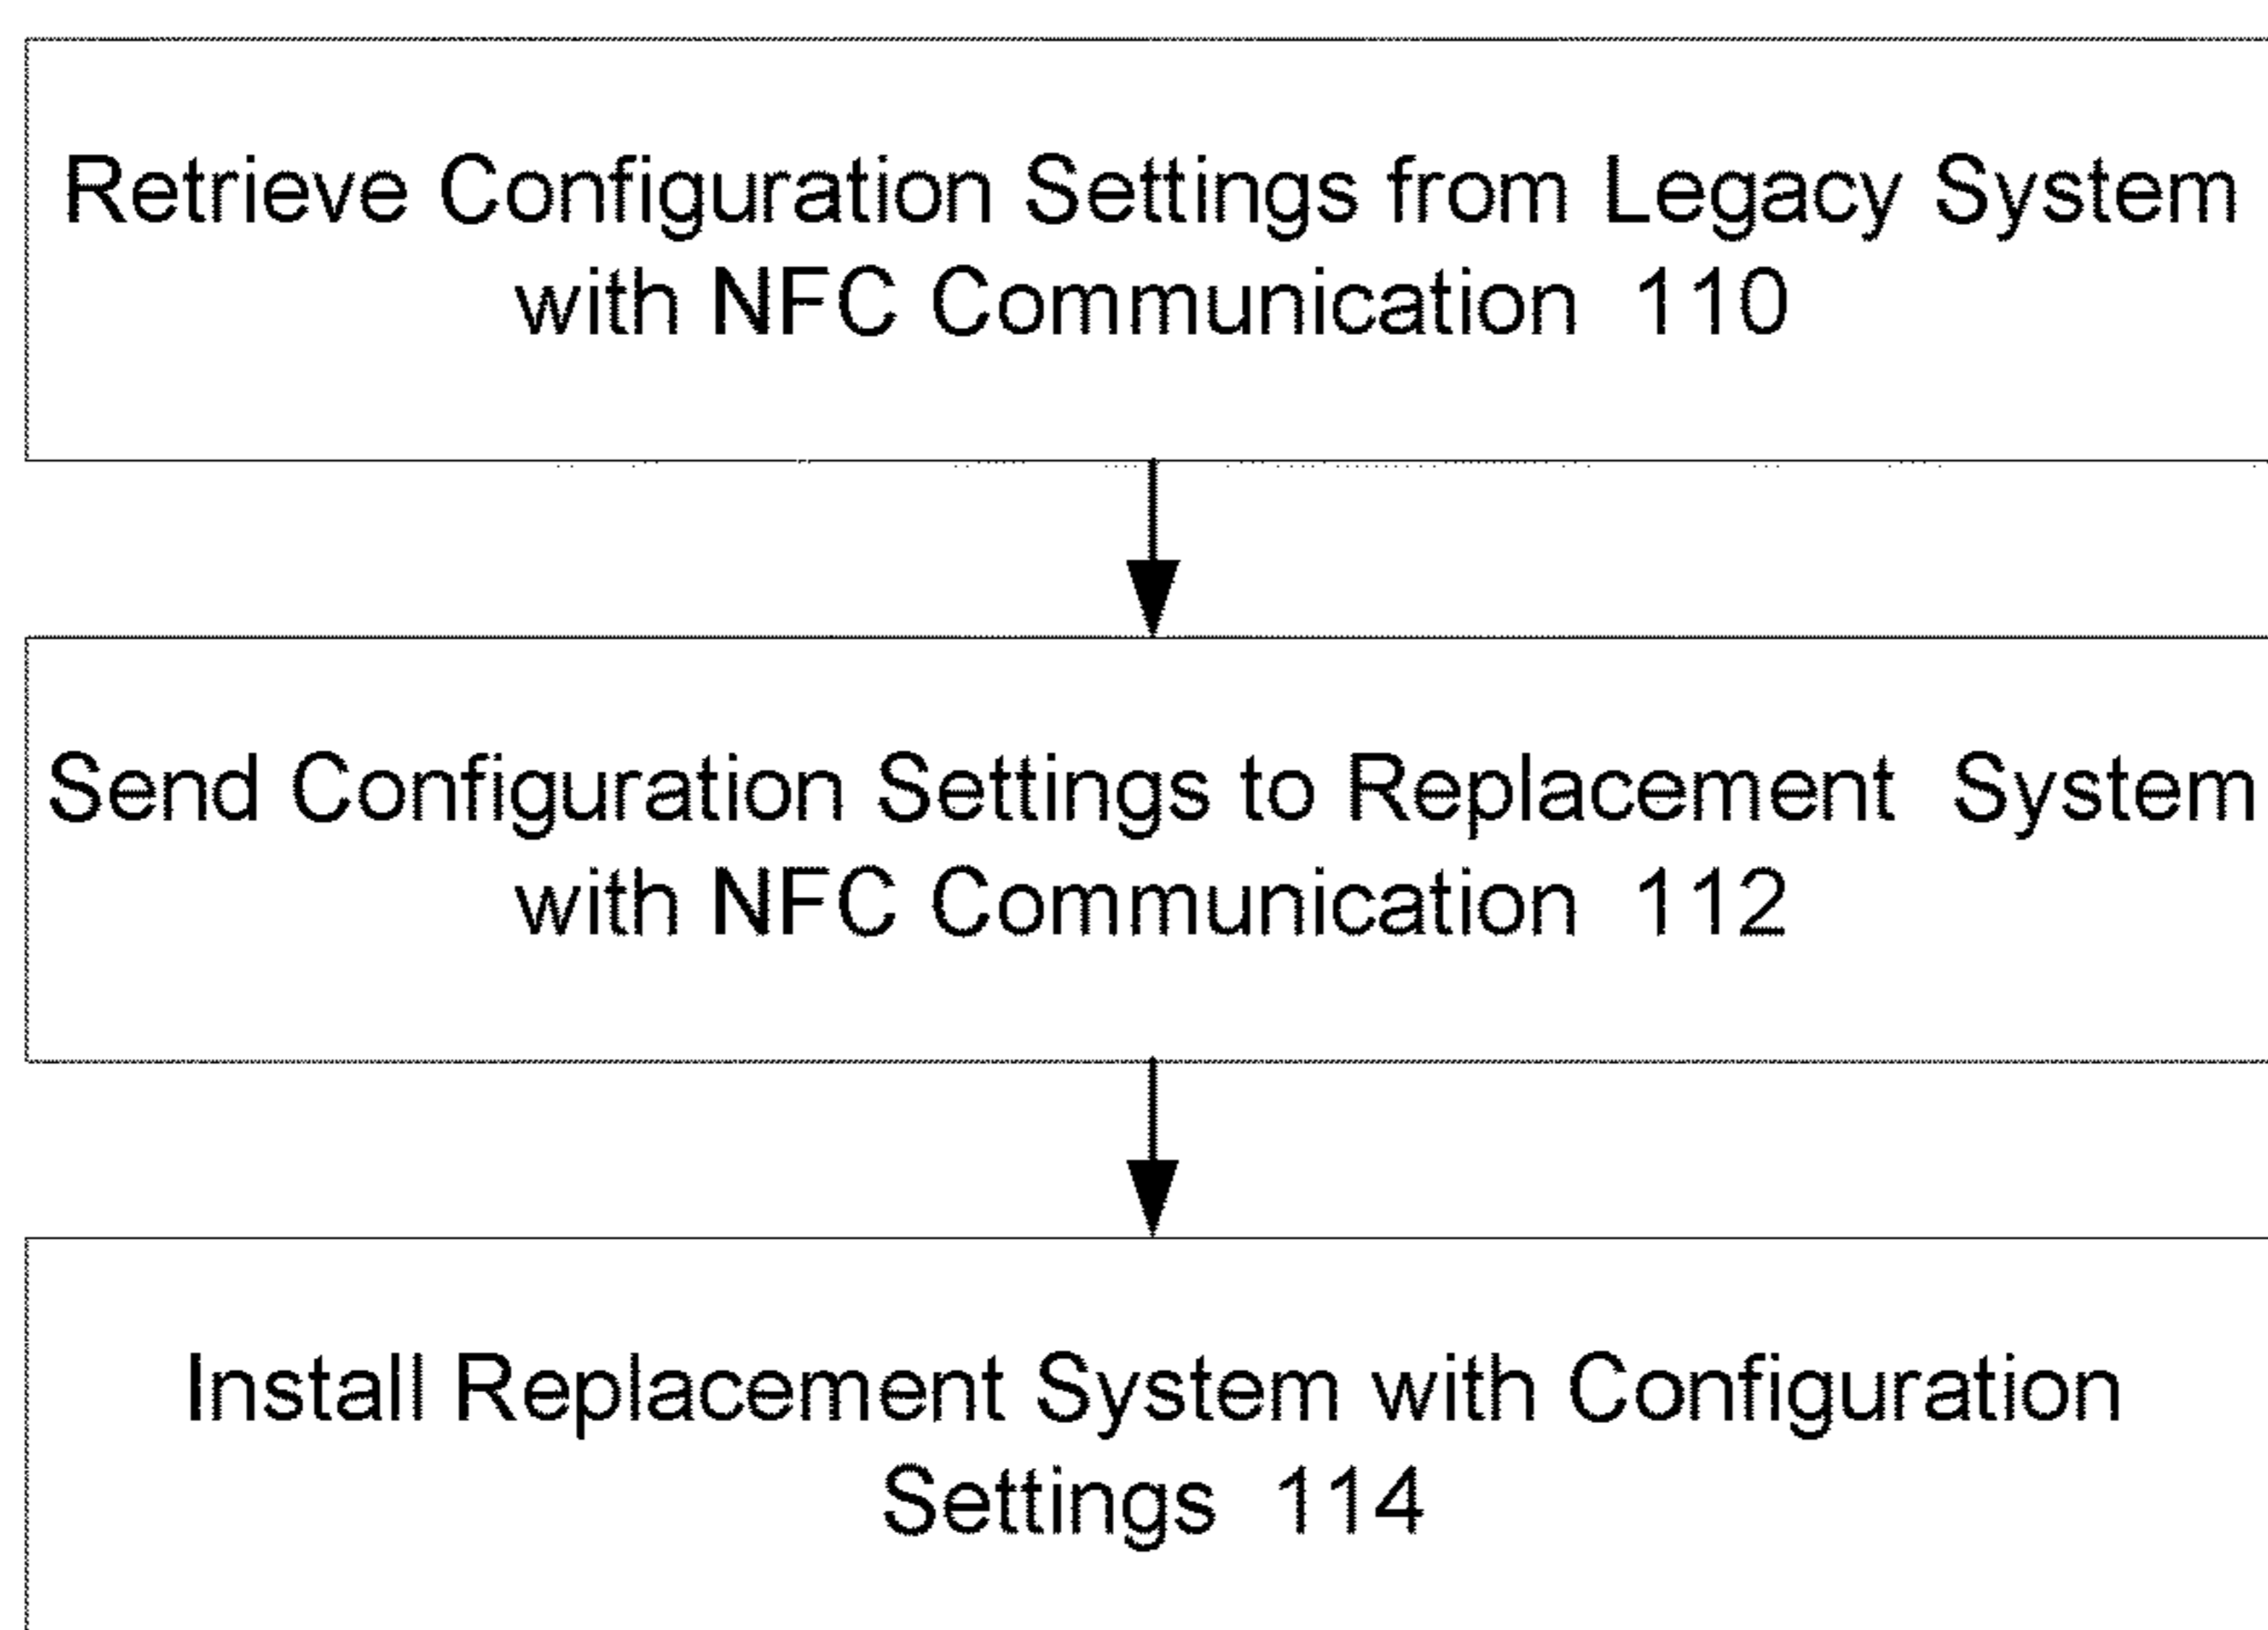 Retrieve Configuration Settings from Legacy System
with NFC Communication 110
Send Configuration Settings to Replacement System
with NFC Communication 112
Install Replacement System with Configuration
Settings 114